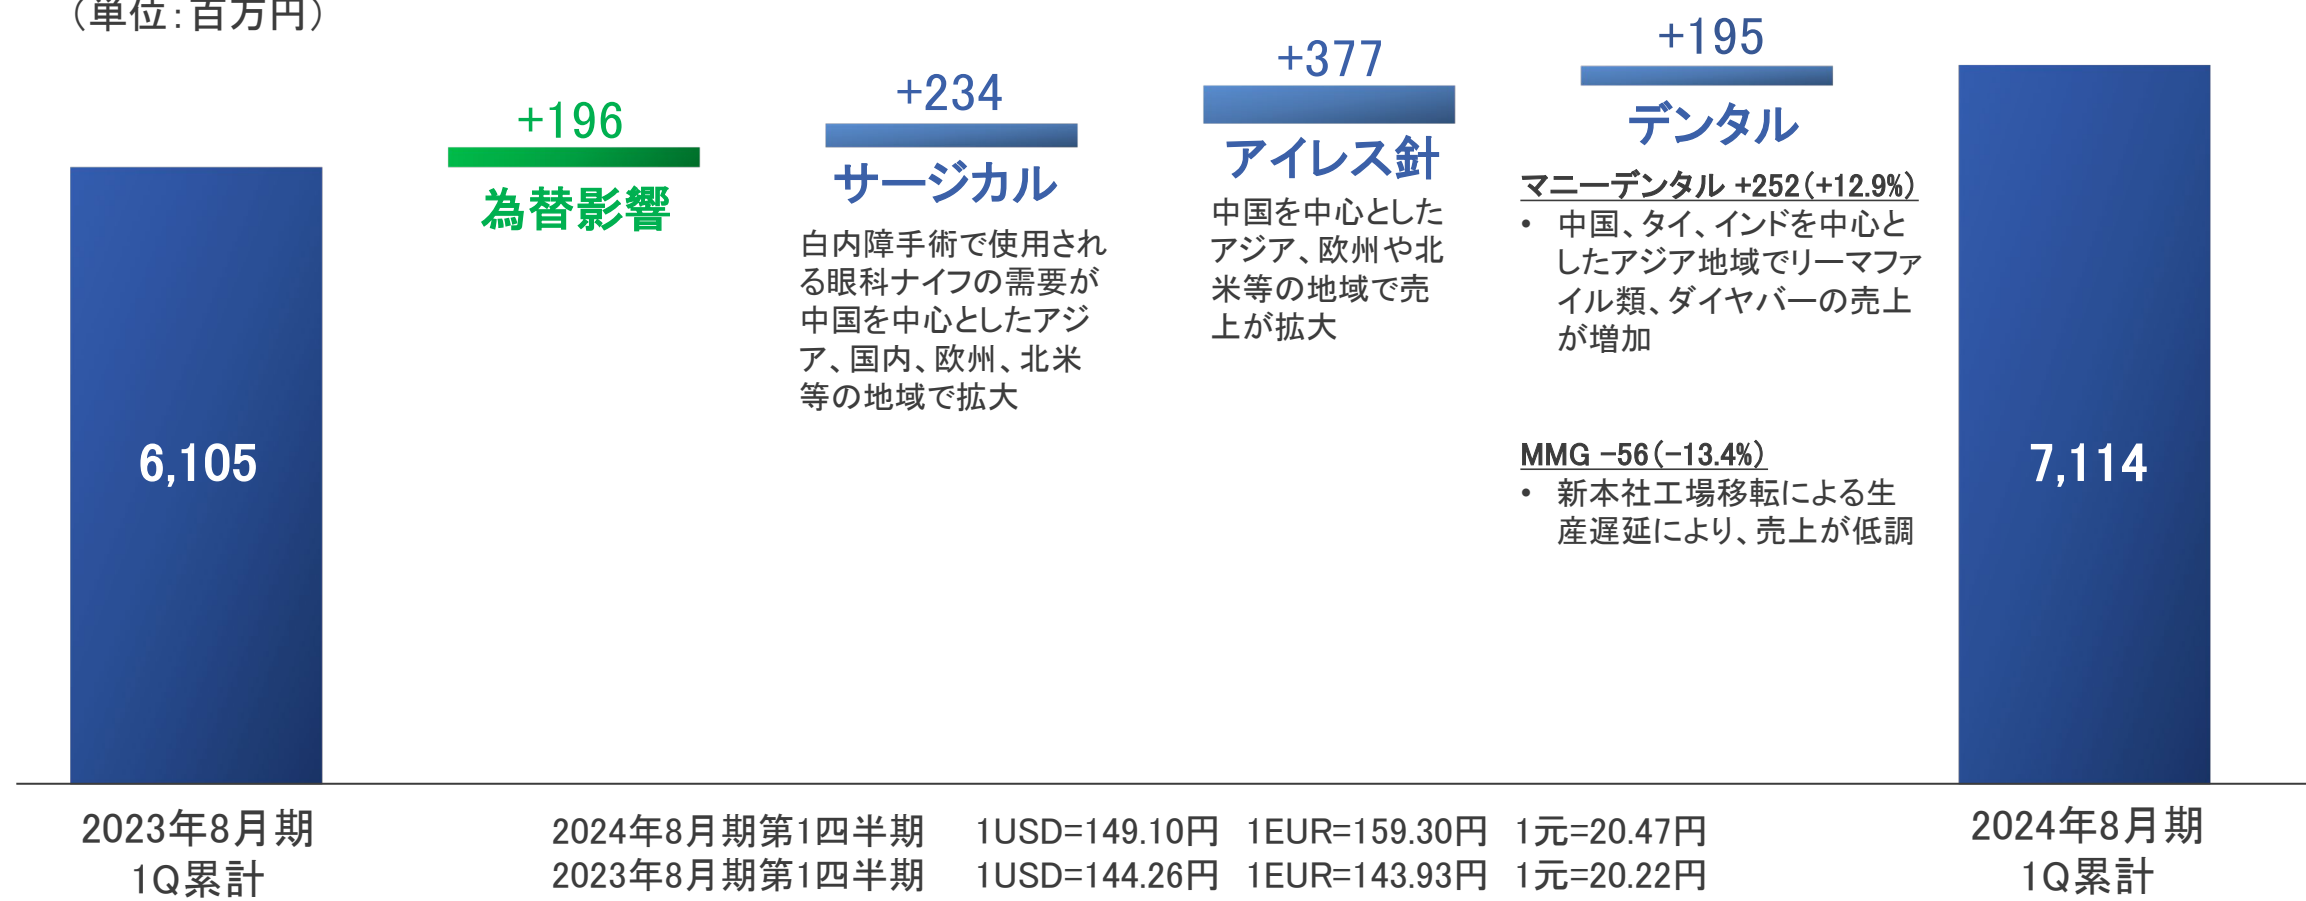 （単位：百万円）
+196
為替影響
+234
サージカル
白内障手術で使用され
る眼科ナイフの需要が
中国を中心としたアジ
ア、国内、欧州、北米
等の地域で拡大
+377
アイレス針
中国を中心とした
アジア、欧州や北
米等の地域で売
上が拡大
+195
デンタル
マニーデンタル +252（+12.9%）
• 中国、タイ、インドを中心と
したアジア地域でリーマファ
イル類、ダイヤバーの売上
が増加
MMG -56（-13.4%）
• 新本社工場移転による生
産遅延により、売上が低調
6,105
7,114
2023年8月期
1Q累計
2024年8月期第1四半期 1USD=149.10円 1EUR=159.30円 1元=20.47円
2023年8月期第1四半期 1USD=144.26円 1EUR=143.93円 1元=20.22円
2024年8月期
1Q累計